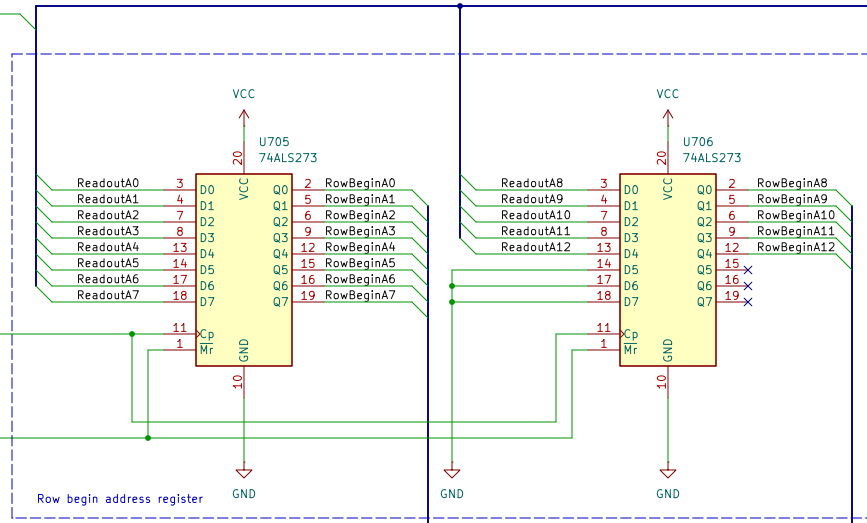 VCC
U705
74ALS273
20
VCC
ReadoutA0 3 D0 Q0 2 RowBeginA0
ReadoutA1 4 D1 Q1 5 RowBeginA1
ReadoutA2 7 D2 Q2 6 RowBeginA2
ReadoutA3 8 D3 Q3 9 RowBeginA3
ReadoutA4 13 D4 Q4 12 RowBeginA4
ReadoutA5 14 D5 Q5 15 RowBeginA5
ReadoutA6 17 D6 Q6 16 RowBeginA6
ReadoutA7 18 D7 Q7 19 RowBeginA7
11 Cp
1 Mr
GND
10
GND
VCC
U706
74ALS273
20
VCC
ReadoutA8 3 D0 Q0 2 RowBeginA8
ReadoutA9 4 D1 Q1 5 RowBeginA9
ReadoutA10 7 D2 Q2 6 RowBeginA10
ReadoutA11 8 D3 Q3 9 RowBeginA11
ReadoutA12 13 D4 Q4 12 RowBeginA12
14 D5 Q5 15
17 D6 Q6 16
18 D7 Q7 19
11 Cp
1 Mr
GND
10
GND
GND
Row begin address register